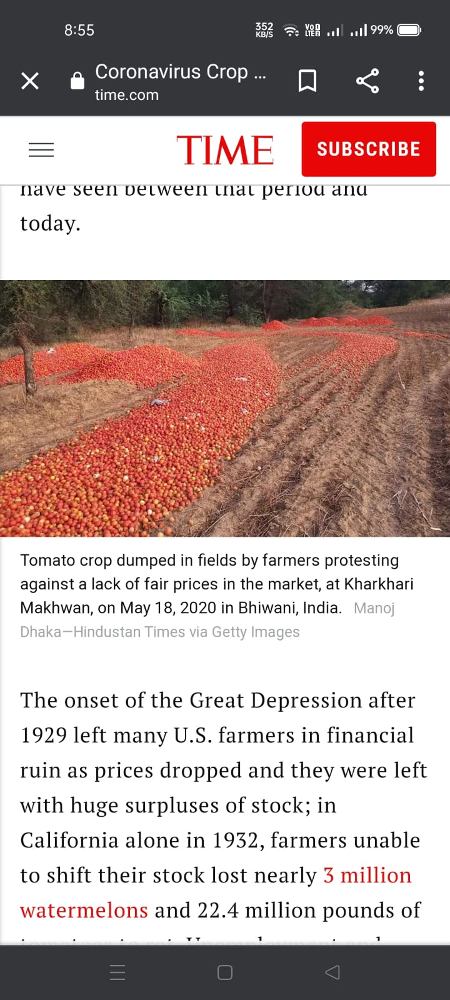 8:55
352
KB/S
VoD
LTE2
99%
Coronavirus Crop ...
time.com
TIME
SUBSCRIBE
have seen between that period and
today.
Tomato crop dumped in fields by farmers protesting
against a lack of fair prices in the market, at Kharkhari
Makhwan, on May 18, 2020 in Bhiwani, India. Manoj
Dhaka—Hindustan Times via Getty Images
The onset of the Great Depression after
1929 left many U.S. farmers in financial
ruin as prices dropped and they were left
with huge surpluses of stock; in
California alone in 1932, farmers unable
to shift their stock lost nearly 3 million
watermelons and 22.4 million pounds of